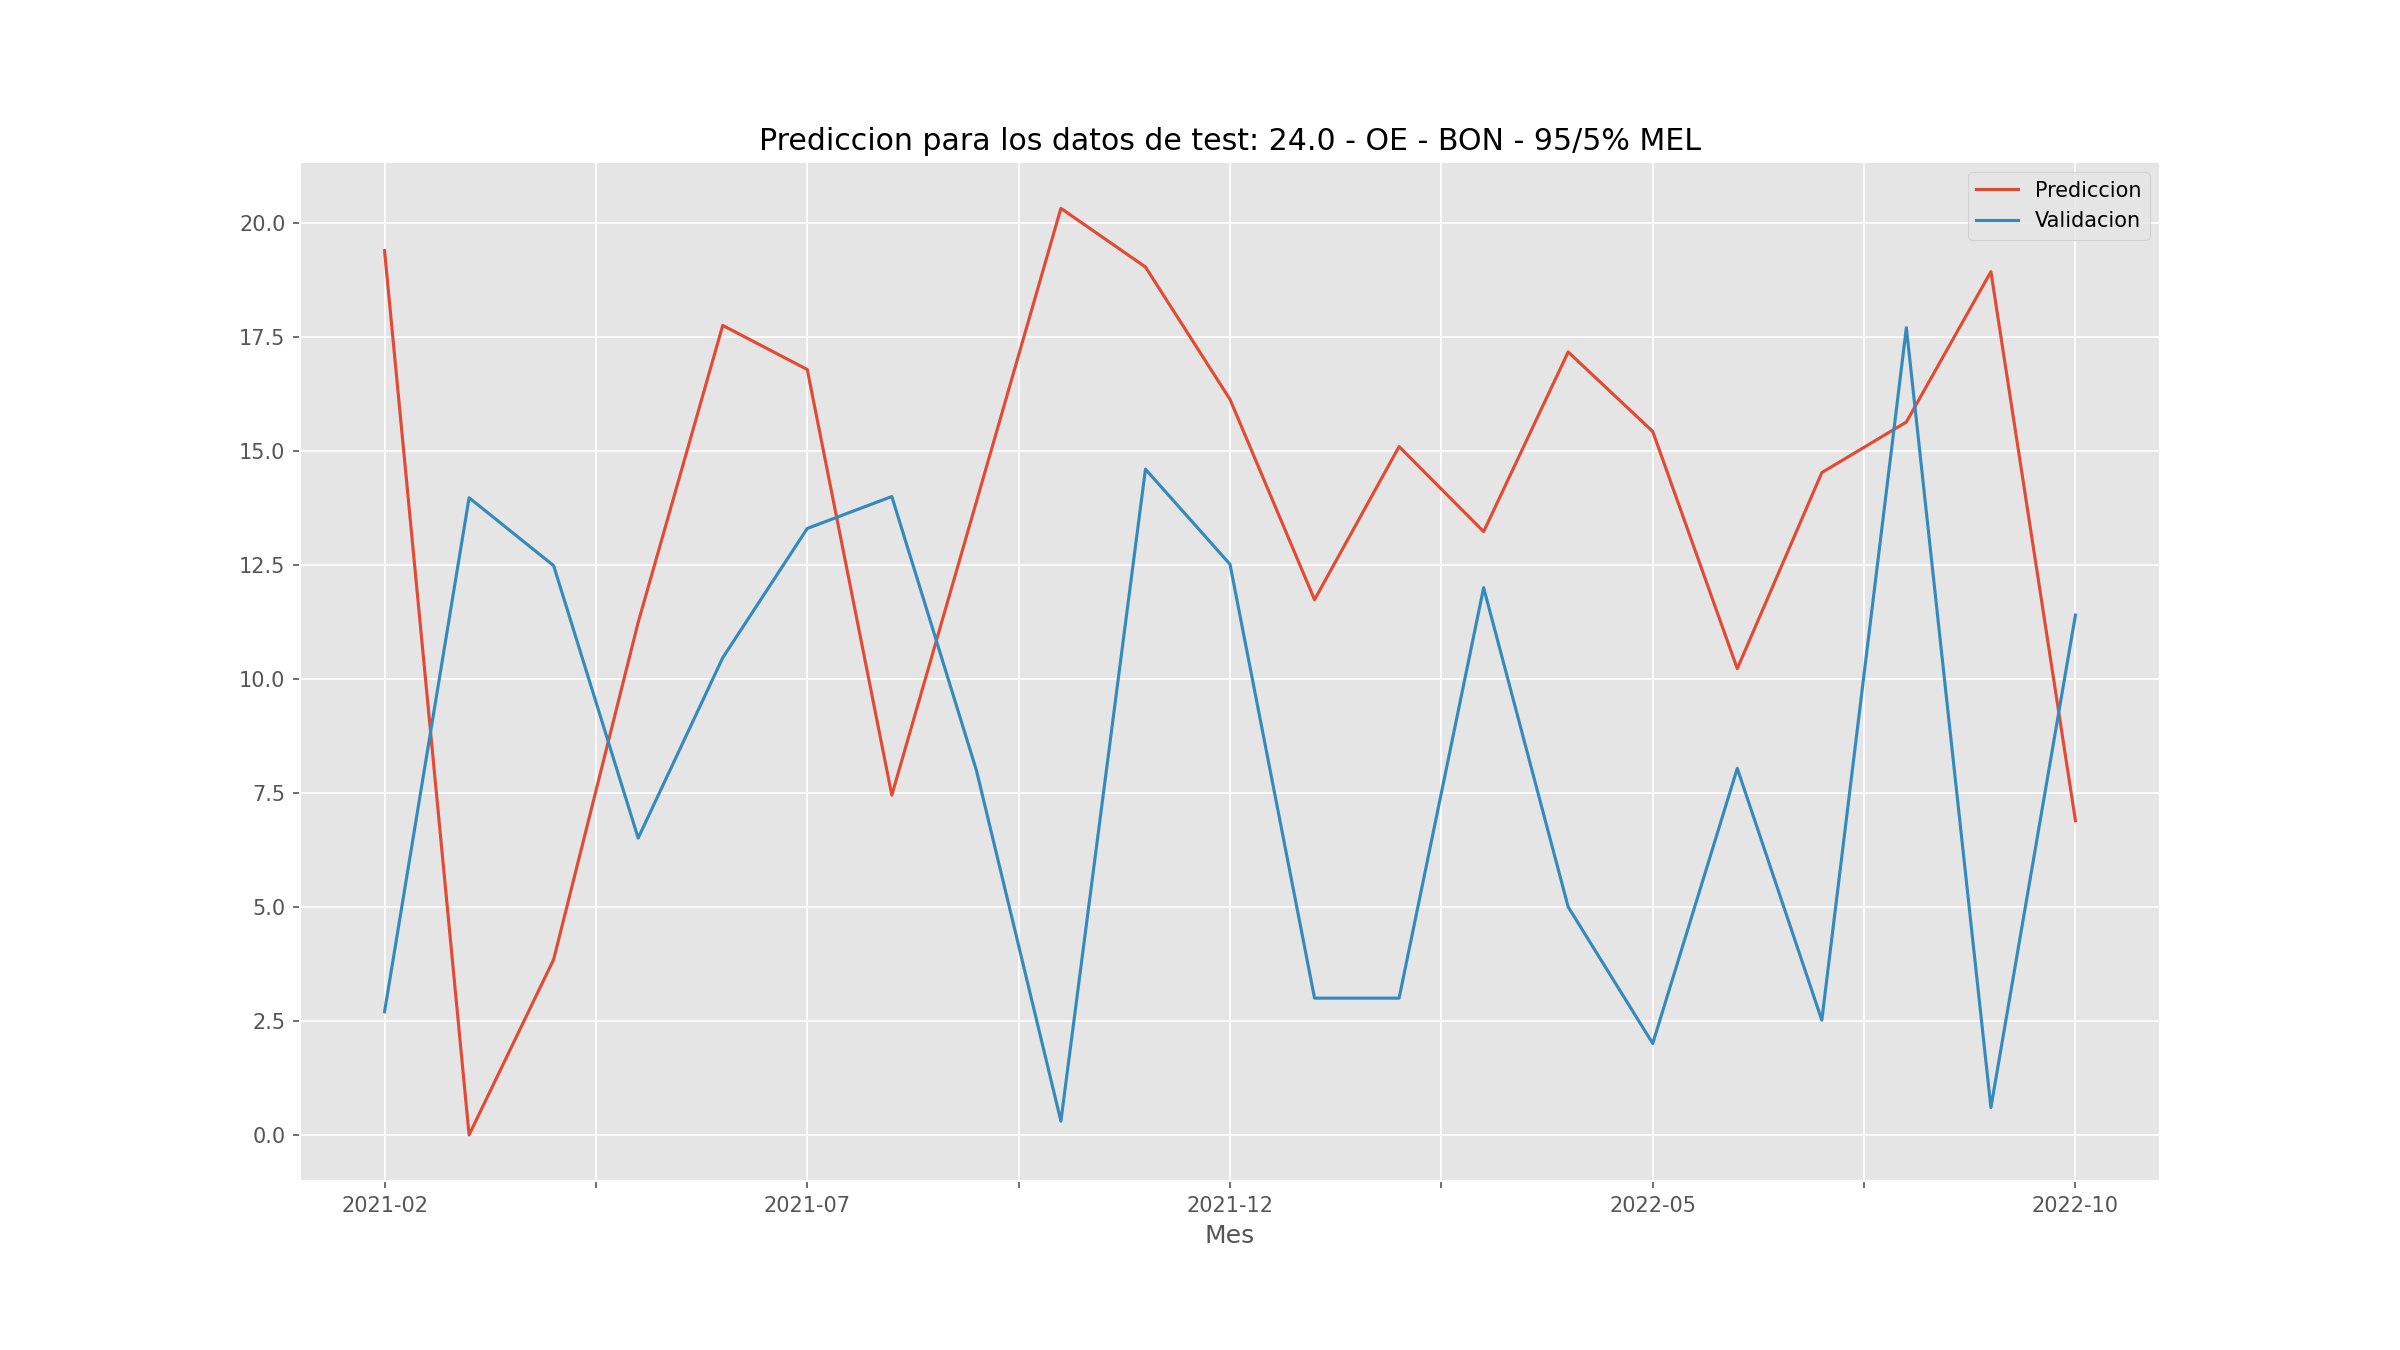 Prediccion para los datos de test: 24.0 - OE - BON - 95/5% MEL
Prediccion
Validacion
20.0
17.5
15.0
12.5
10.0
7.5
5.0
2.5
0.0
2021-02 2021-07 2021-12 2022-05 2022-10
Mes